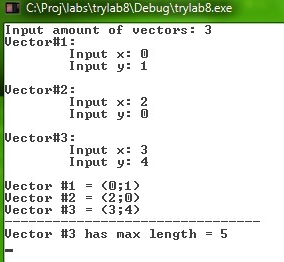 C:\Proj\labs\trylab8\Debug\trylab8.exe
Input amount of vectors: 3
Vector#1:
Input x: 0
Input y: 1
Vector#2:
Input x: 2
Input y: 0
Vector#3:
Input x: 3
Input y: 4
Vector #1 = (0;1)
Vector #2 = (2;0)
Vector #3 = (3;4)
--------------------------------
Vector #3 has max length = 5